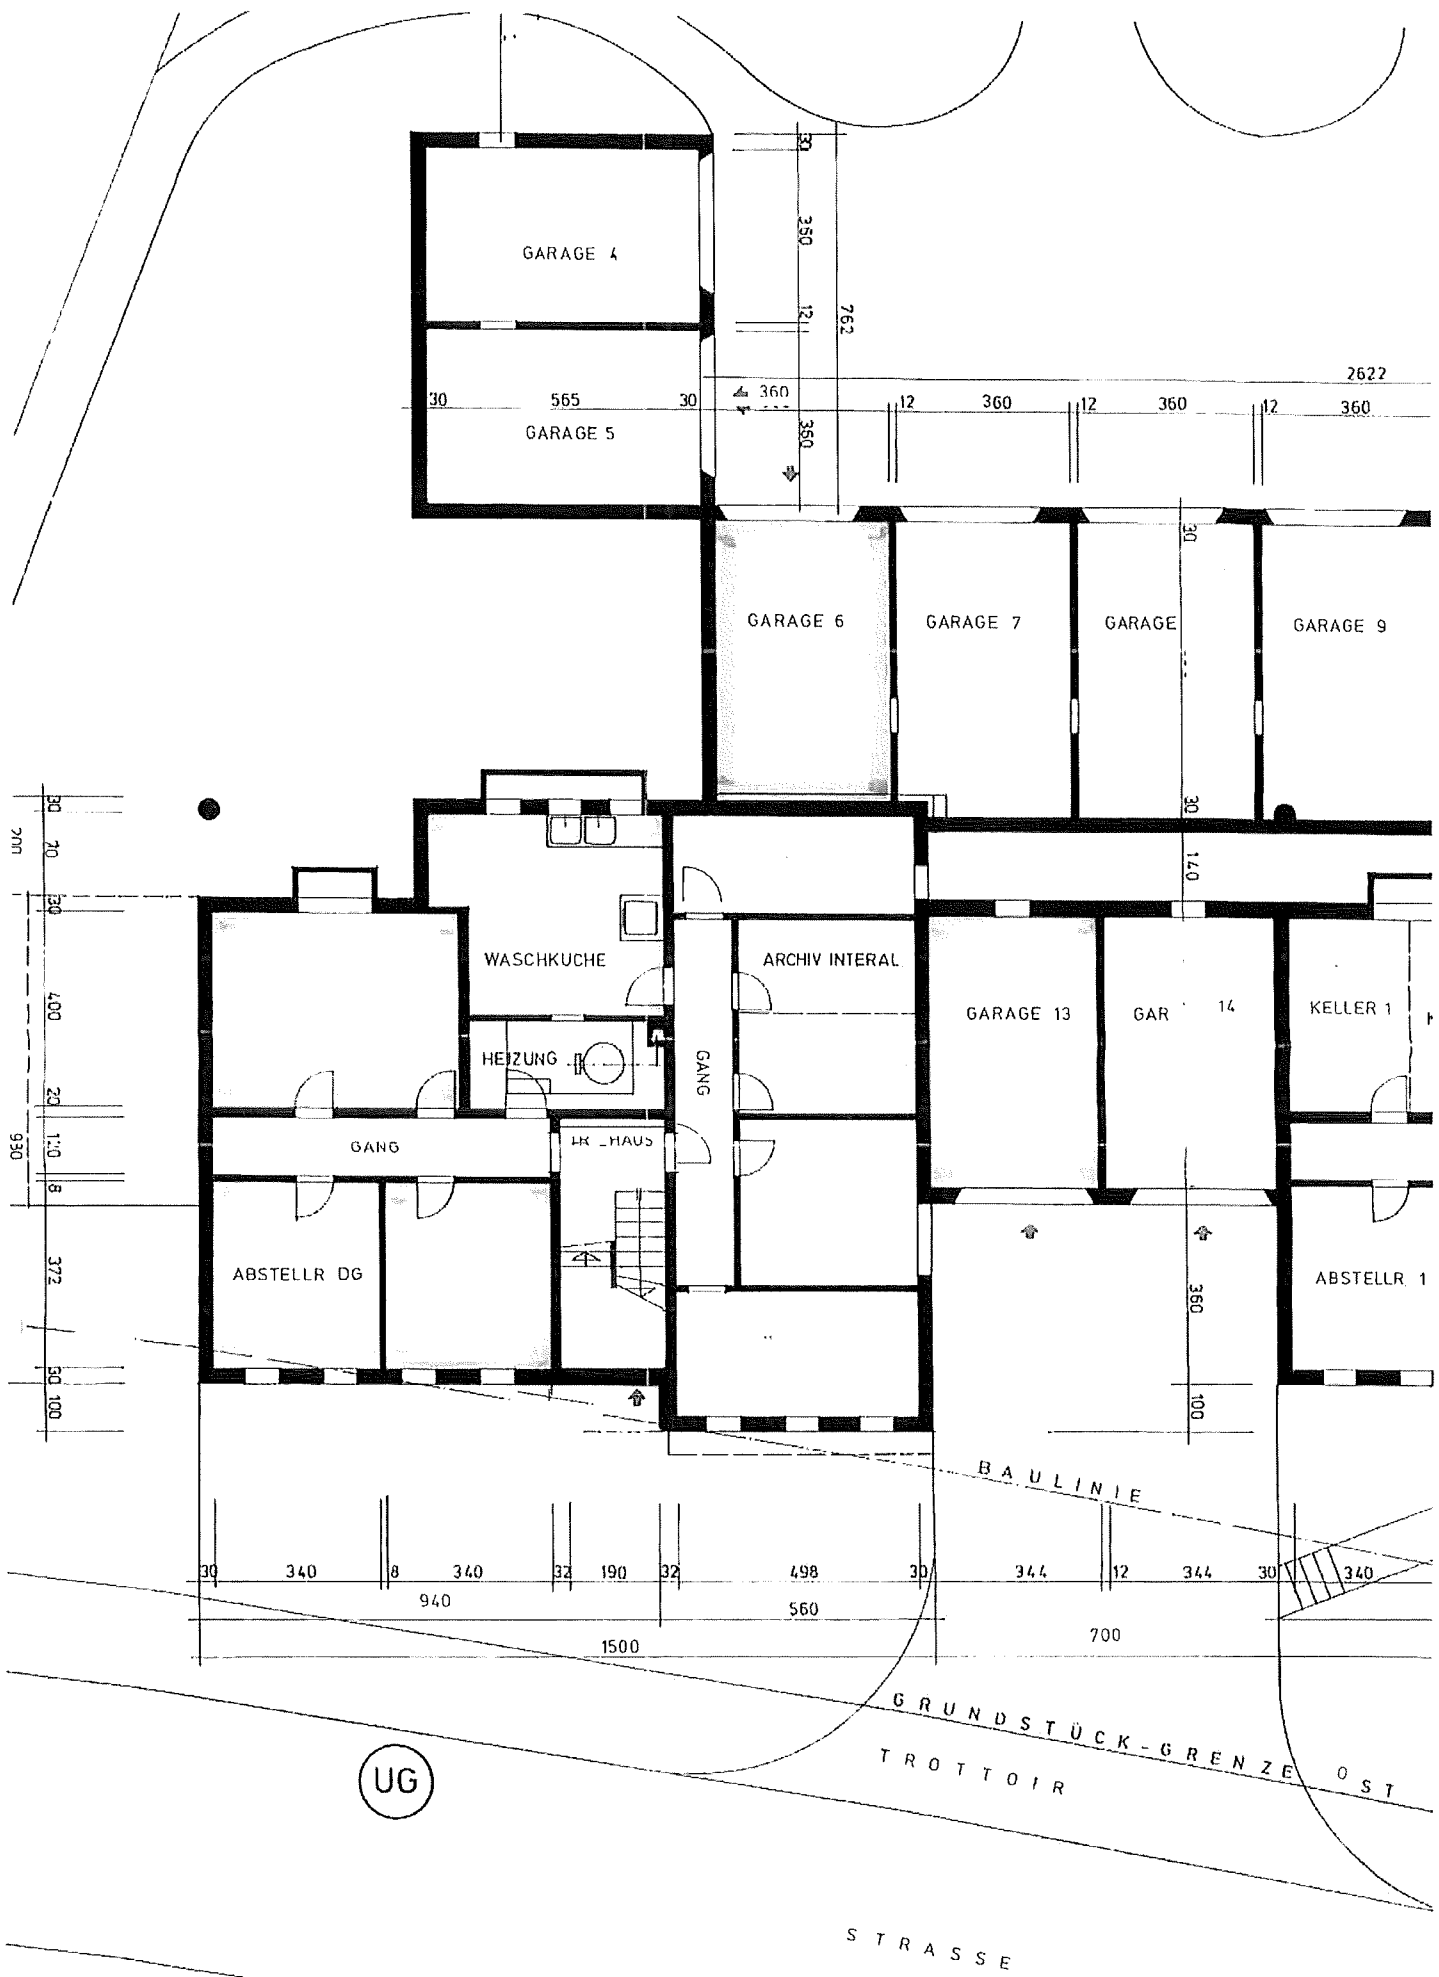 30
350
12
762
360
GARAGE 4
2622
30 565 30 360 12 360 12 360 12 360
GARAGE 5
30
GARAGE 6 GARAGE 7 GARAGE GARAGE 9
30
30
70
30
400
20
930
8
372
30
100
140
WASCHKUCHE
ARCHIV INTERAL
GARAGE 13
GAR 14
KELLER 1
HEIZUNG
GANG
GANG
HAUS
ABSTELLR DG
ABSTELLR. 1
360
100
BAULINIE
30 340 8 340 32 190 32 498 30 344 12 344 30 340
940 560
1500 700
GRUNDSTÜCK-GRENZE OST
TROTTOIR
UG
STRASSE